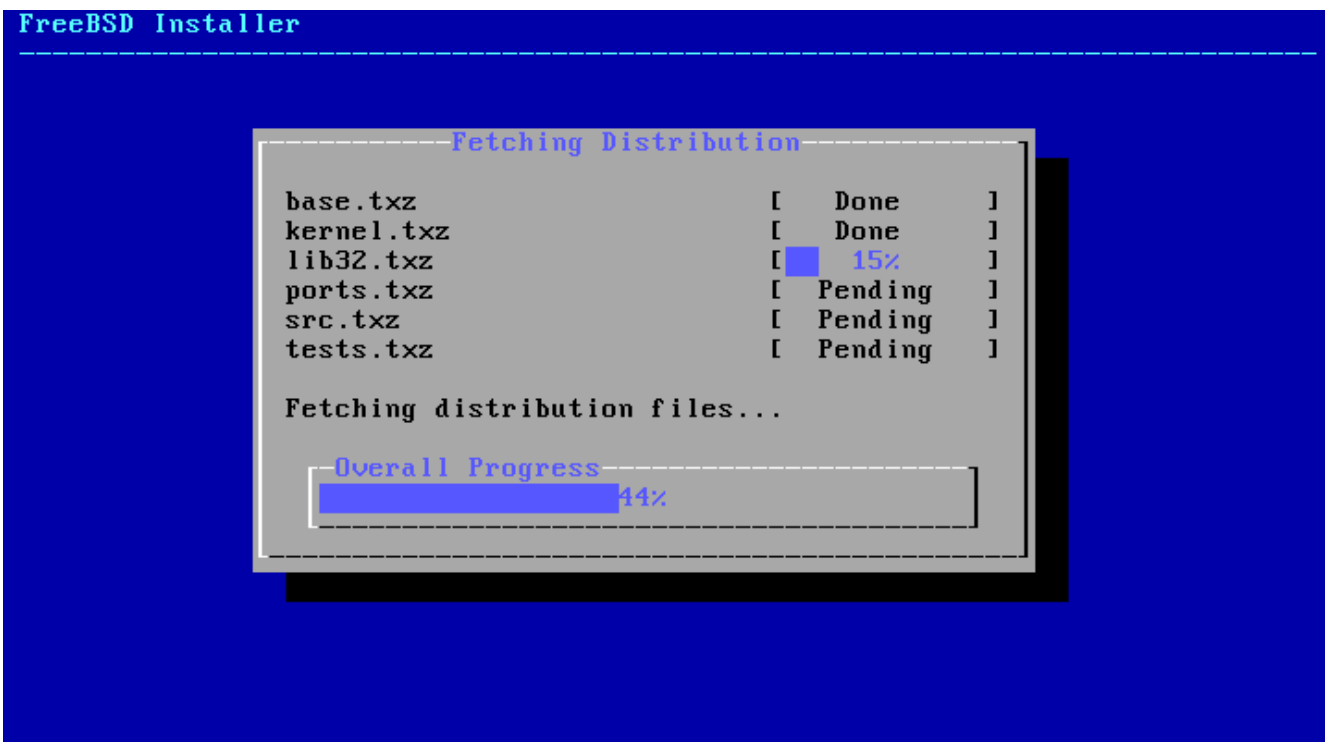 FreeBSD Installer
Fetching Distribution
base.txz [ Done ]
kernel.txz [ Done ]
lib32.txz [ 15% ]
ports.txz [ Pending ]
src.txz [ Pending ]
tests.txz [ Pending ]
Fetching distribution files...
Overall Progress
44%